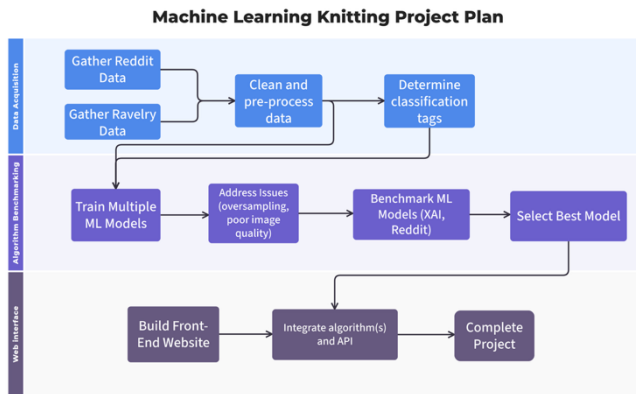 Machine Learning Knitting Project Plan
Data Acquisition
Gather Reddit
Data
Gather Ravelry
Data
Clean and
pre-process
data
Determine
classification
tags
Algorithm Benchmarking
Train Multiple
ML Models
Address Issues
(oversampling,
poor image
quality)
Benchmark ML
Models (XAI,
Reddit)
Select Best Model
Web interface
Build Front-
End Website
Integrate algorithm(s)
and API
Complete
Project